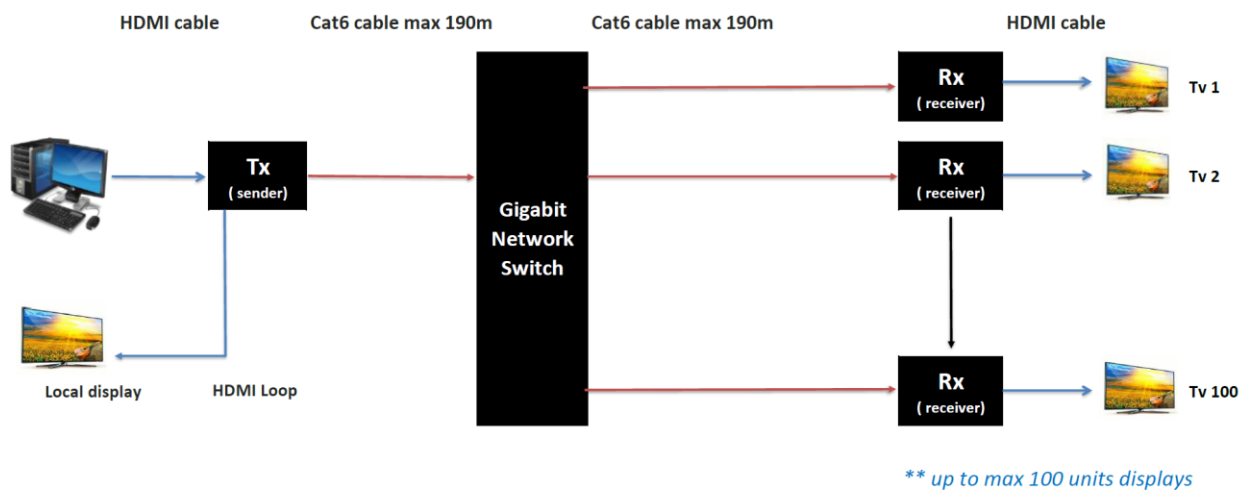 HDMI cable
Cat6 cable max 190m
Cat6 cable max 190m
HDMI cable
Rx
( receiver)
Tv 1
Tx
( sender)
Rx
( receiver)
Tv 2
Gigabit
Network
Switch
Rx
( receiver)
Tv 100
Local display
HDMI Loop
** up to max 100 units displays